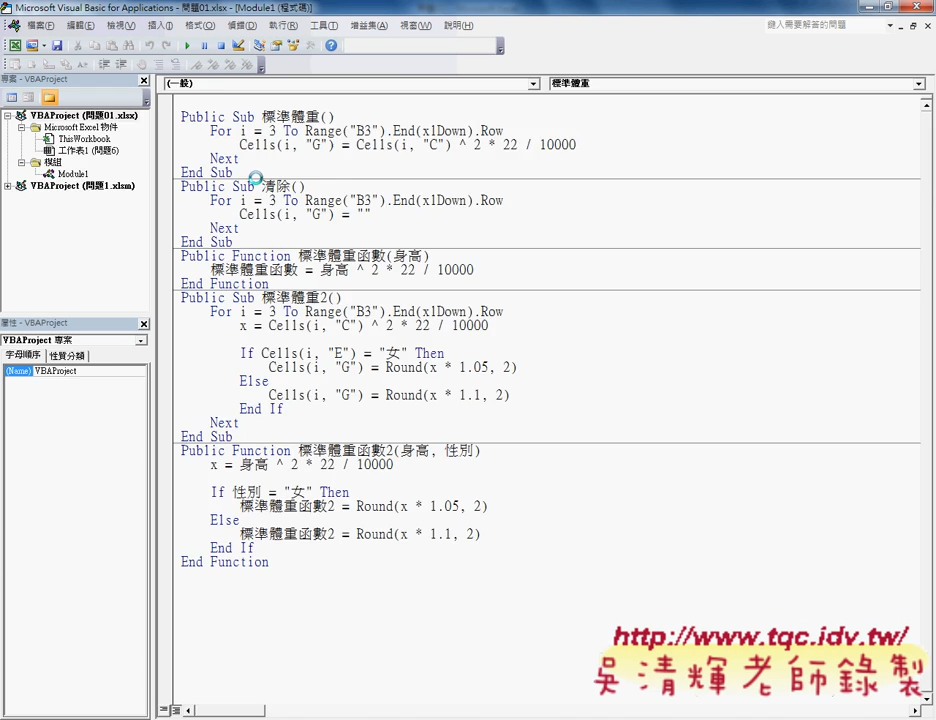 Microsoft Visual Basic for Applications - 問題01.xlsx - [Module1 (程式碼)]
檔案(F) 編輯(E) 檢視(V) 插入(I) 格式(O) 偵錯(D) 執行(R) 工具(T) 增益集(A) 視窗(W) 說明(H)
鍵入需要解答的問題
專案 - VBAProject
VBAProject (問題01.xlsx)
Microsoft Excel 物件
ThisWorkbook
工作表1 (問題6)
模組
Module1
VBAProject (問題1.xlsm)
屬性 - VBAProject
VBAProject 專案
字母順序 性質分類
(Name) VBAProject
(一般) 標準體重
Public Sub 標準體重()
For i = 3 To Range("B3").End(xlDown).Row
Cells(i, "G") = Cells(i, "C") ^ 2 * 22 / 10000
Next
End Sub
Public Sub 清除()
For i = 3 To Range("B3").End(xlDown).Row
Cells(i, "G") = ""
Next
End Sub
Public Function 標準體重函數(身高)
標準體重函數 = 身高 ^ 2 * 22 / 10000
End Function
Public Sub 標準體重2()
For i = 3 To Range("B3").End(xlDown).Row
x = Cells(i, "C") ^ 2 * 22 / 10000
If Cells(i, "E") = "女" Then
Cells(i, "G") = Round(x * 1.05, 2)
Else
Cells(i, "G") = Round(x * 1.1, 2)
End If
Next
End Sub
Public Function 標準體重函數2(身高, 性別)
x = 身高 ^ 2 * 22 / 10000
If 性別 = "女" Then
標準體重函數2 = Round(x * 1.05, 2)
Else
標準體重函數2 = Round(x * 1.1, 2)
End If
End Function
http://www.tqc.idv.tw/
吳清輝老師錄製